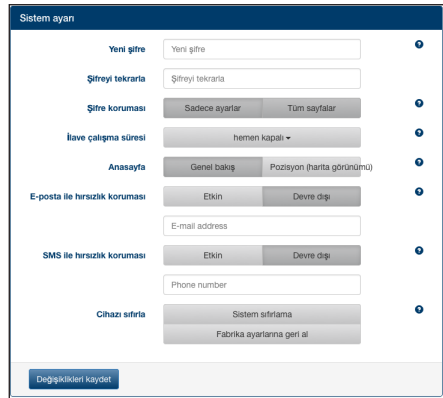 Sistem ayarı
Yeni şifre Yeni şifre
Şifreyi tekrarla Şifreyi tekrarla
Şifre koruması Sadece ayarlar Tüm sayfalar
İlave çalışma süresi hemen kapalı
Anasayfa Genel bakış Pozisyon (harita görünümü)
E-posta ile hırsızlık koruması Etkin Devre dışı
E-mail address
SMS ile hırsızlık koruması Etkin Devre dışı
Phone number
Cihazı sıfırla Sistem sıfırlama
Fabrika ayarlarına geri al
Değişiklikleri kaydet